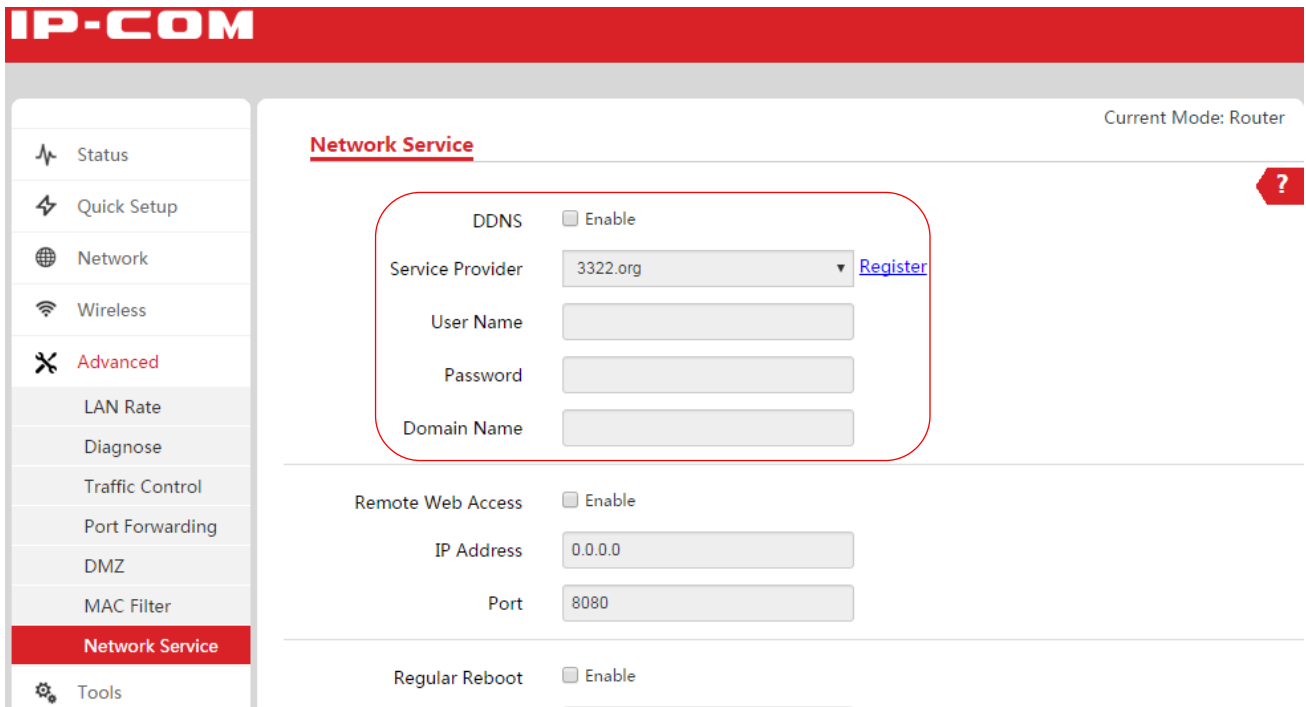 IP-COM
Current Mode: Router
Status
Quick Setup
Network
Wireless
Advanced
LAN Rate
Diagnose
Traffic Control
Port Forwarding
DMZ
MAC Filter
Network Service
Tools
Network Service
?
DDNS Enable
Service Provider 3322.org Register
User Name
Password
Domain Name
Remote Web Access Enable
IP Address 0.0.0.0
Port 8080
Regular Reboot Enable